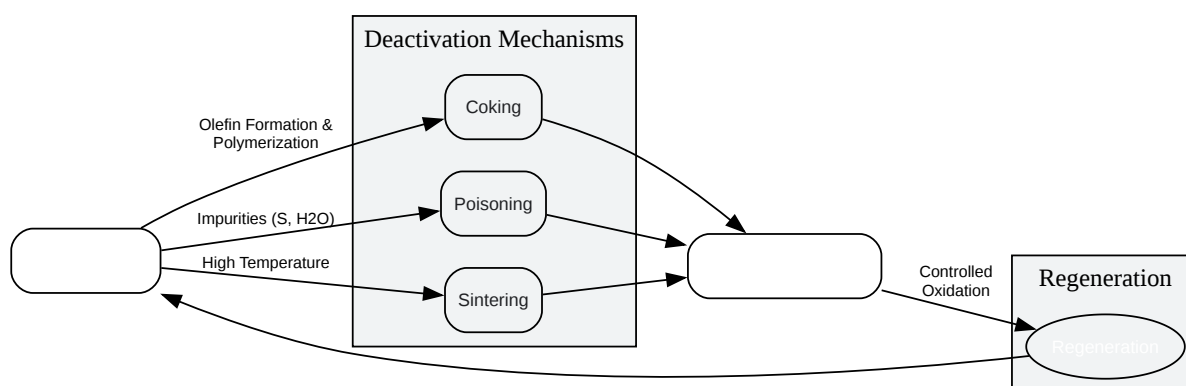 Deactivation Mechanisms
Coking
Olefin Formation &
Polymerization
Poisoning
Impurities (S, H2O)
High Temperature
Sintering
Controlled
Oxidation
Regeneration
Regeneration